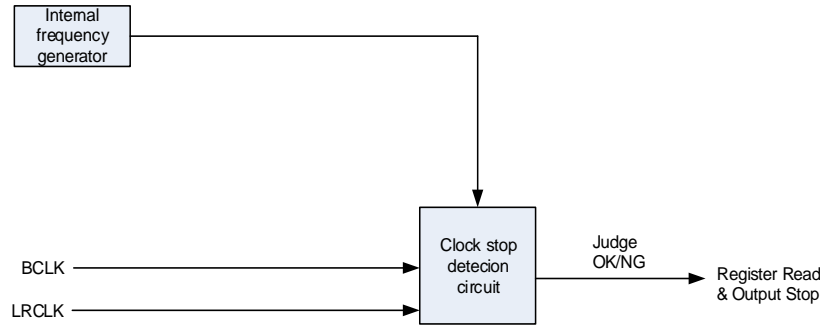 Internal
frequency
generator
Clock stop
detecion
circuit
BCLK
LRCLK
Judge
OK/NG
Register Read
& Output Stop